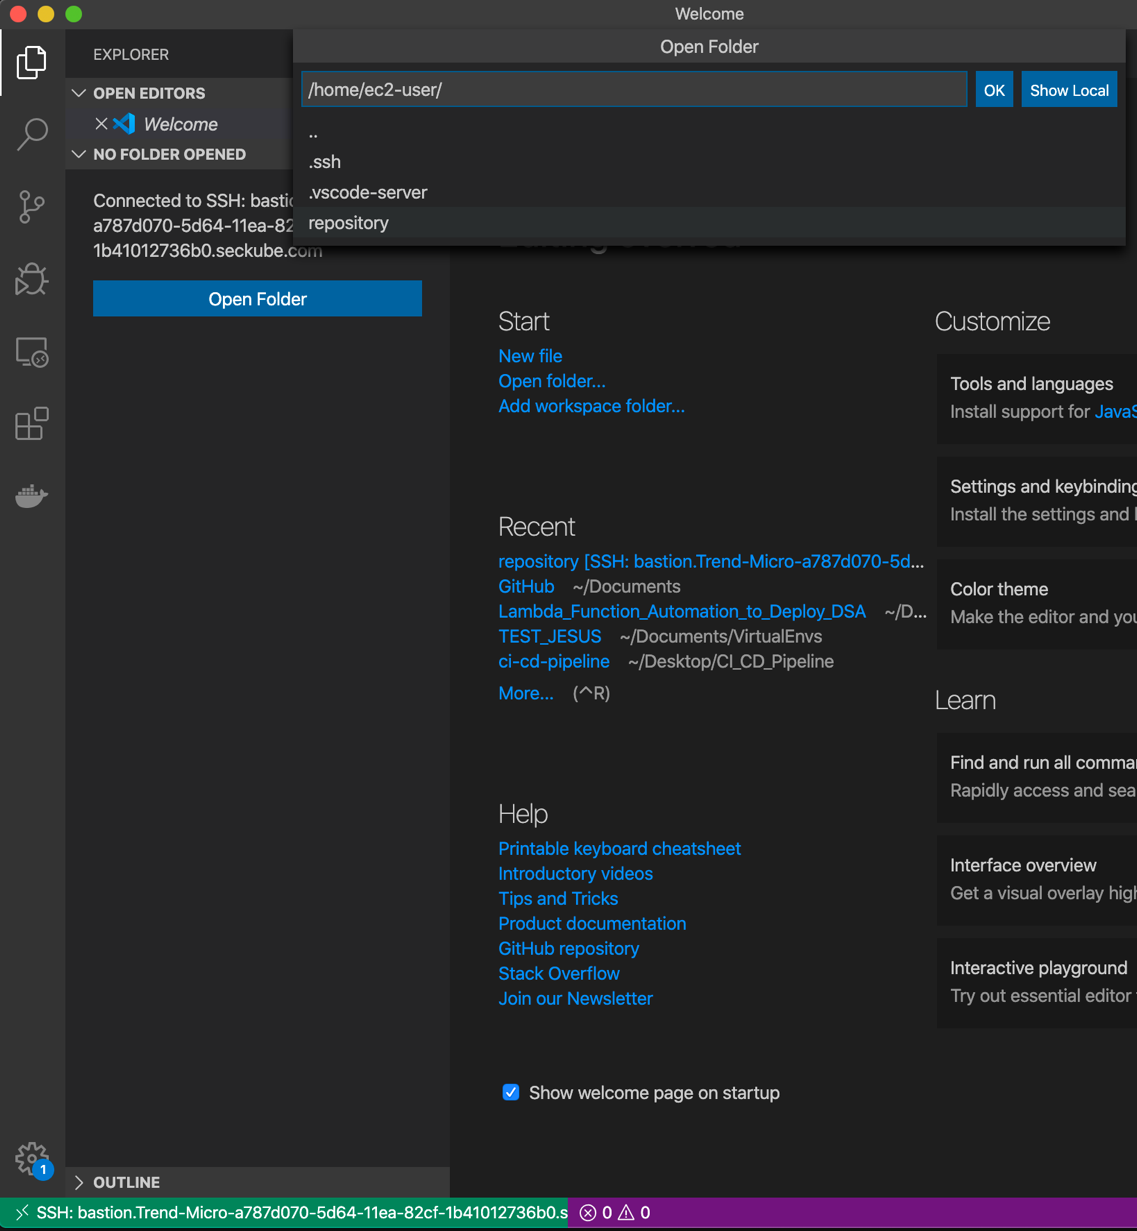 Welcome
Open Folder
EXPLORER
/home/ec2-user/
OK
Show Local
OPEN EDITORS
Welcome
..
.ssh
.vscode-server
repository
NO FOLDER OPENED
Connected to SSH: bastic
a787d070-5d64-11ea-82
1b41012736b0.seckube.com
Open Folder
Start
New file
Open folder...
Add workspace folder...
Recent
repository [SSH: bastion.Trend-Micro-a787d070-5d...
GitHub ~/Documents
Lambda_Function_Automation_to_Deploy_DSA ~/D...
TEST_JESUS ~/Documents/VirtualEnvs
ci-cd-pipeline ~/Desktop/CI_CD_Pipeline
More... (^R)
Help
Printable keyboard cheatsheet
Introductory videos
Tips and Tricks
Product documentation
GitHub repository
Stack Overflow
Join our Newsletter
Show welcome page on startup
Customize
Tools and languages
Install support for JavaS
Settings and keybinding
Install the settings and
Color theme
Make the editor and you
Learn
Find and run all comma
Rapidly access and sea
Interface overview
Get a visual overlay high
Interactive playground
Try out essential editor
1
OUTLINE
SSH: bastion.Trend-Micro-a787d070-5d64-11ea-82cf-1b41012736b0.s
0
0